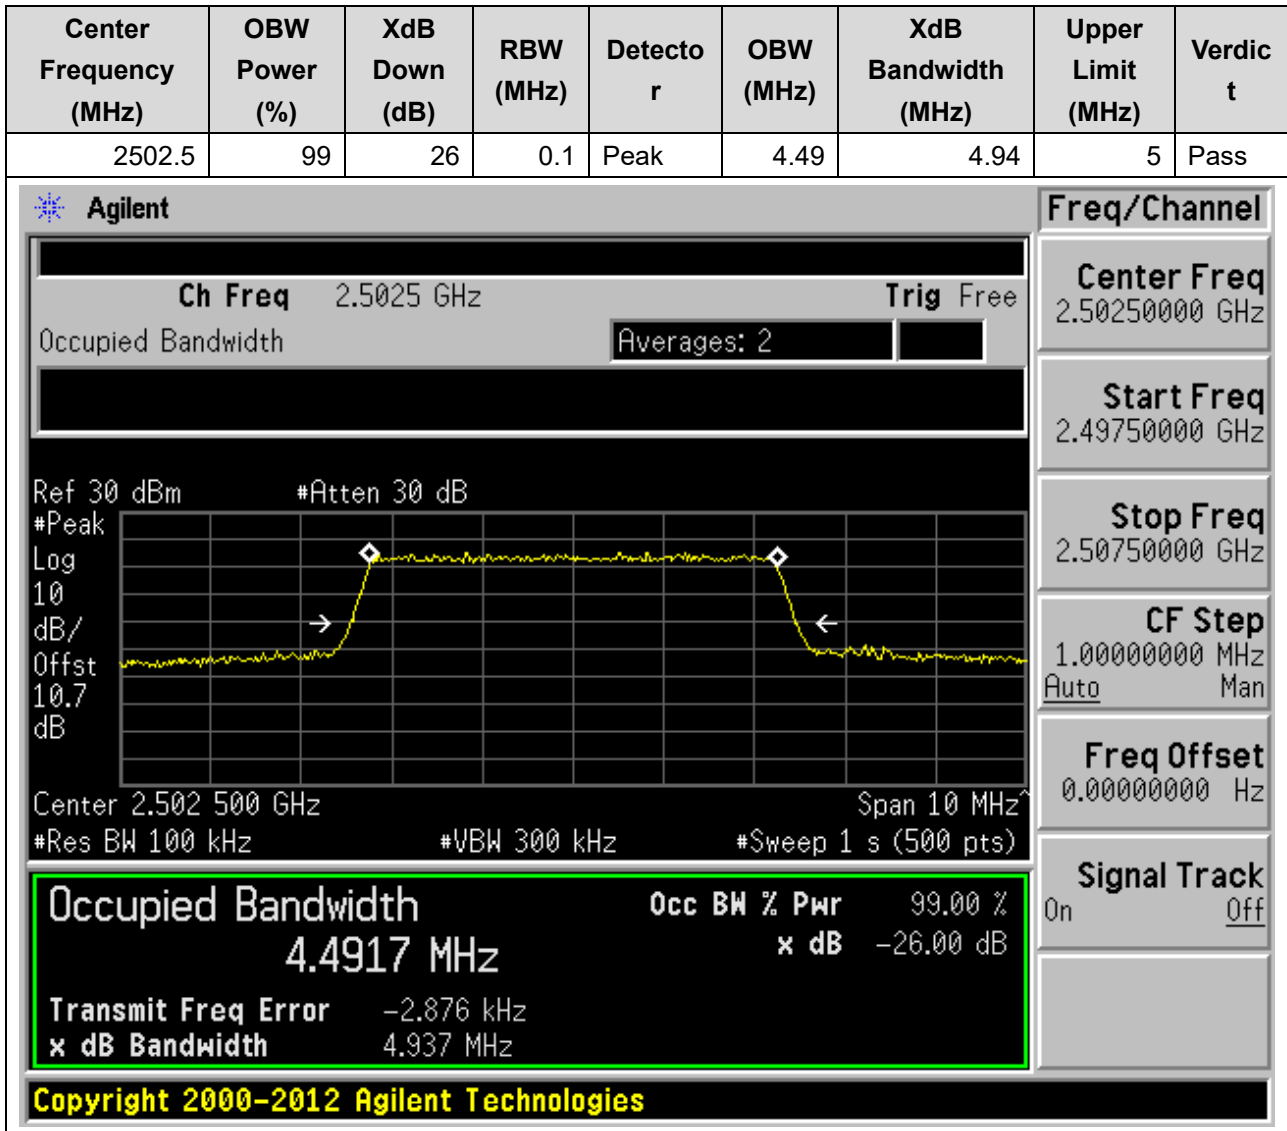 Center Frequency (MHz) OBW Power (%) XdB Down (dB) RBW (MHz) Detecto r OBW (MHz) XdB Bandwidth (MHz) Upper Limit (MHz) Verdic t
2502.5 99 26 0.1 Peak 4.49 4.94 5 Pass
Agilent
Ch Freq 2.5025 GHz Trig Free
Occupied Bandwidth Averages: 2
Ref 30 dBm #Atten 30 dB
#Peak
Log
10
dB/
Offst
10.7
dB
Center 2.502 500 GHz Span 10 MHz^
#Res BW 100 kHz #VBW 300 kHz #Sweep 1 s (500 pts)
Occupied Bandwidth Occ BW % Pwr 99.00 %
4.4917 MHz x dB -26.00 dB
Transmit Freq Error -2.876 kHz
x dB Bandwidth 4.937 MHz
Copyright 2000-2012 Agilent Technologies
Freq/Channel
Center Freq
2.50250000 GHz
Start Freq
2.49750000 GHz
Stop Freq
2.50750000 GHz
CF Step
1.00000000 MHz
Auto Man
Freq Offset
0.00000000 Hz
Signal Track
On Off